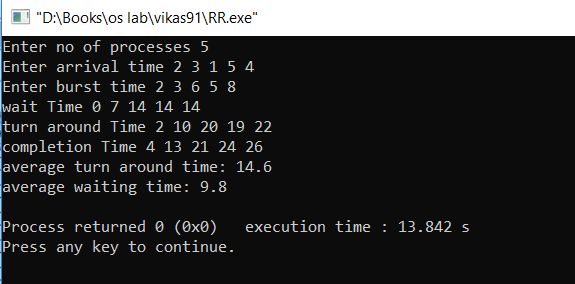 "D:\Books\os lab\vikas91\RR.exe"
Enter no of processes 5
Enter arrival time 2 3 1 5 4
Enter burst time 2 3 6 5 8
wait Time 0 7 14 14 14
turn around Time 2 10 20 19 22
completion Time 4 13 21 24 26
average turn around time: 14.6
average waiting time: 9.8
Process returned 0 (0x0)   execution time : 13.842 s
Press any key to continue.